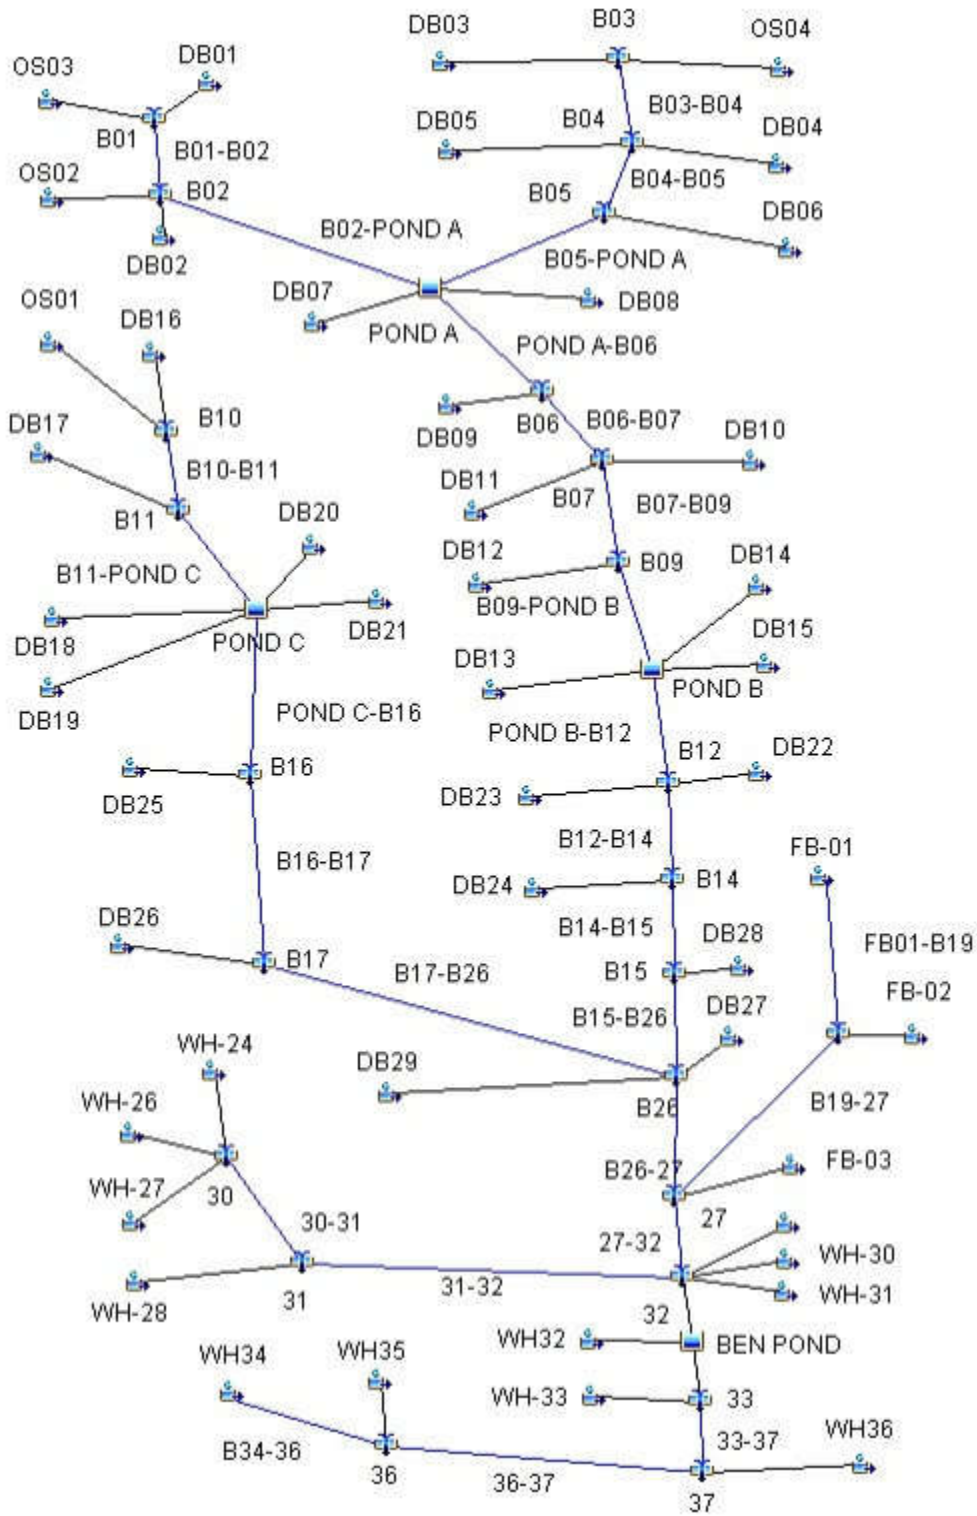 DB03
B03
OS04
OS03
DB01
B03-B04
B01
B01-B02
DB05
B04
DB04
OS02
B02
B04-B05
B05
DB06
DB02
B02-POND A
B05-POND A
OS01
DB16
DB07
DB08
POND A
POND A-B06
DB17
B10
DB09
B06
B06-B07
DB10
B10-B11
DB11
B07
B07-B09
B11
DB20
DB12
B09
DB14
B11-POND C
B09-POND B
DB18
POND C
DB21
DB15
DB19
DB13
POND B
POND C-B16
POND B-B12
B16
B12
DB22
DB25
DB23
B16-B17
B12-B14
FB-01
DB24
B14
DB26
B14-B15
B17
B17-B26
B15
DB28
FB01-B19
FB-02
B15-B26
DB27
WH-24
DB29
B26
B19-27
WH-26
B26-27
FB-03
WH-27
30
27
30-31
27-32
WH-30
WH-28
31
31-32
WH-31
32
WH32
BEN POND
WH34
WH35
WH-33
33
B34-36
36
36-37
33-37
WH36
37